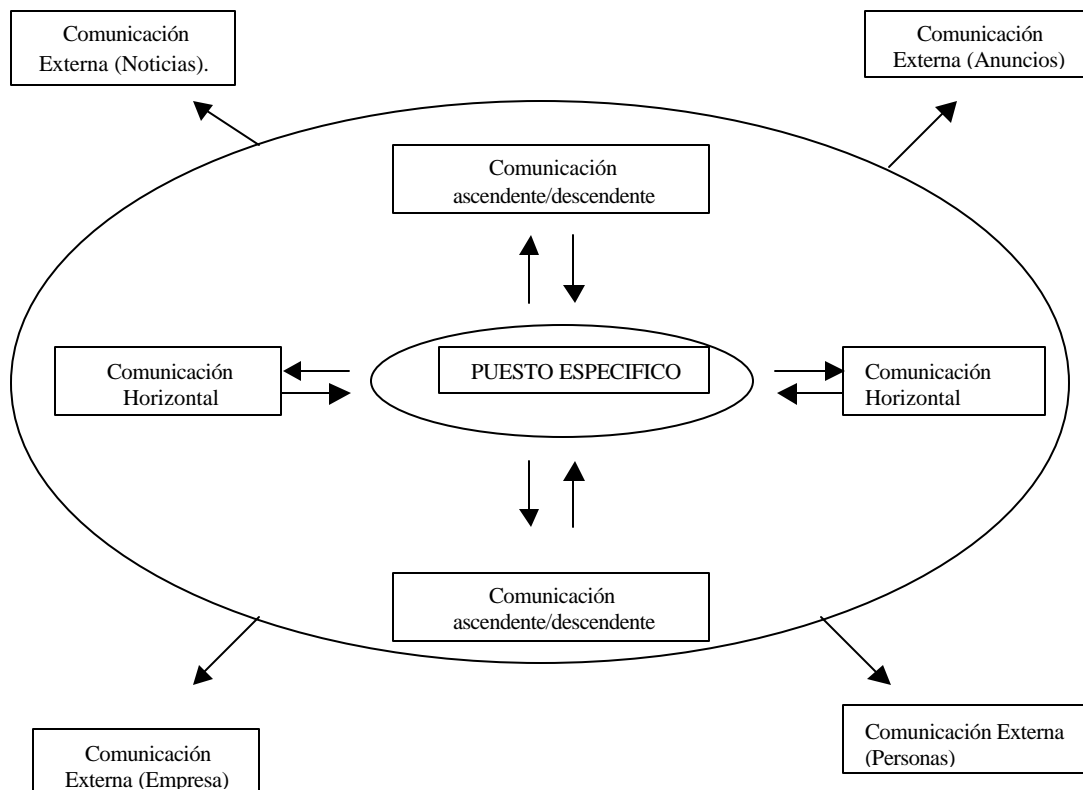 Comunicación
Externa (Noticias).
Comunicación
Externa (Anuncios)
Comunicación
ascendente/descendente
Comunicación
Horizontal
PUESTO ESPECIFICO
Comunicación
Horizontal
Comunicación
ascendente/descendente
Comunicación
Externa (Empresa)
Comunicación Externa
(Personas)